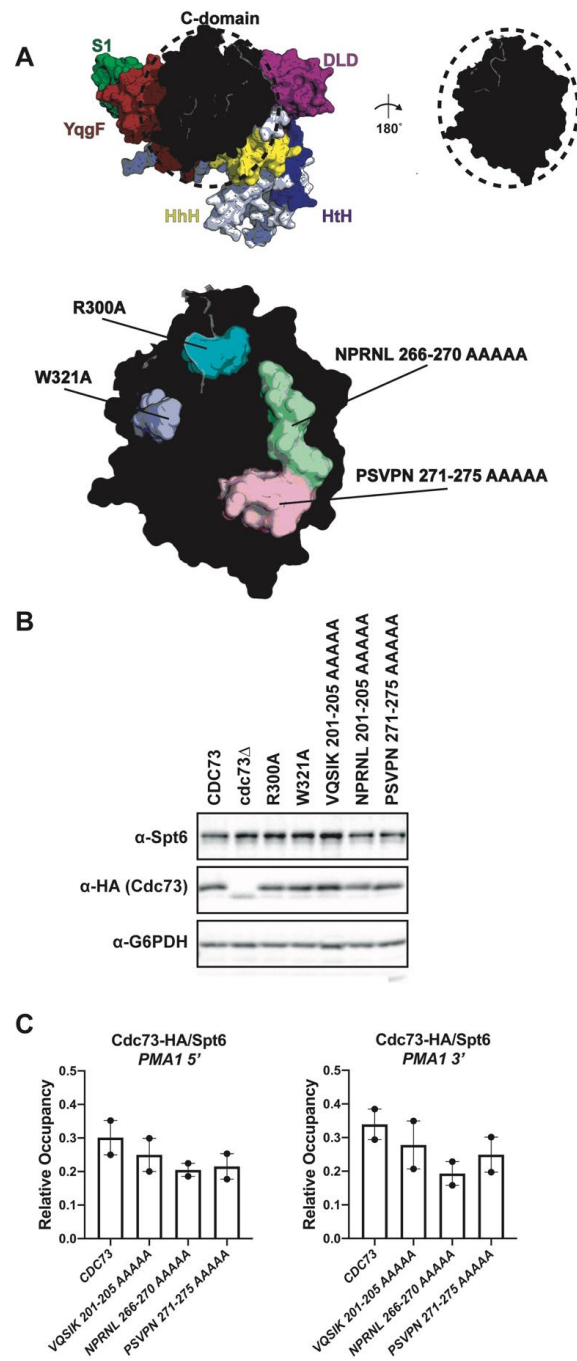 A
C-domain
S1
DLD
YqgF
180°
HhH
HtH
R300A
NPRNL 266-270 AAAAA
W321A
PSVPN 271-275 AAAAA
B
CDC73
cdc73Δ
R300A
W321A
VQSIK 201-205 AAAAA
NPRNL 201-205 AAAAA
PSVPN 271-275 AAAAA
α-Spt6
α-HA (Cdc73)
α-G6PDH
C
Cdc73-HA/Spt6
PMA1 5'
Relative Occupancy
0.5
0.4
0.3
0.2
0.1
0.0
CDC73
VQSIK 201-205 AAAAA
NPRNL 266-270 AAAAA
PSVPN 271-275 AAAAA
Cdc73-HA/Spt6
PMA1 3'
Relative Occupancy
0.5
0.4
0.3
0.2
0.1
0.0
CDC73
VQSIK 201-205 AAAAA
NPRNL 266-270 AAAAA
PSVPN 271-275 AAAAA